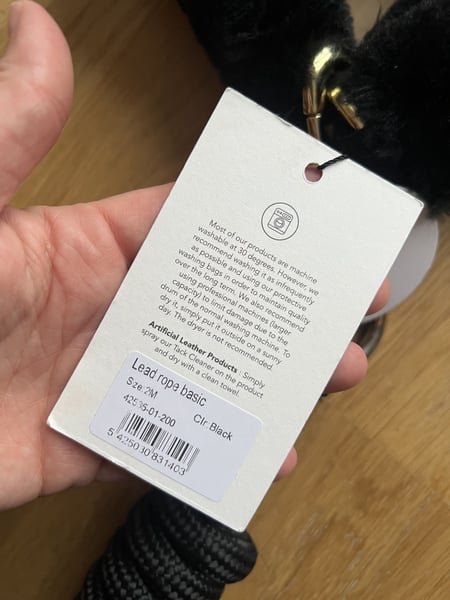 Most of our products are machine
washable at 30 degrees. However, we
recommend washing it as infrequently
as possible and using our protective
washing bags in order to maintain quality
over the long term. We also recommend
using professional machines (larger
capacity) to limit damage due to the
drum of the normal washing machine. To
dry it, simply put it outside on a sunny
day. The dryer is not recommended.
Artificial Leather Products : Simply
spray our Tack Cleaner on the product
and dry with a clean towel.
Lead rope basic
Size: 2M
42535-01-200 Clr: Black
5 425030 831403